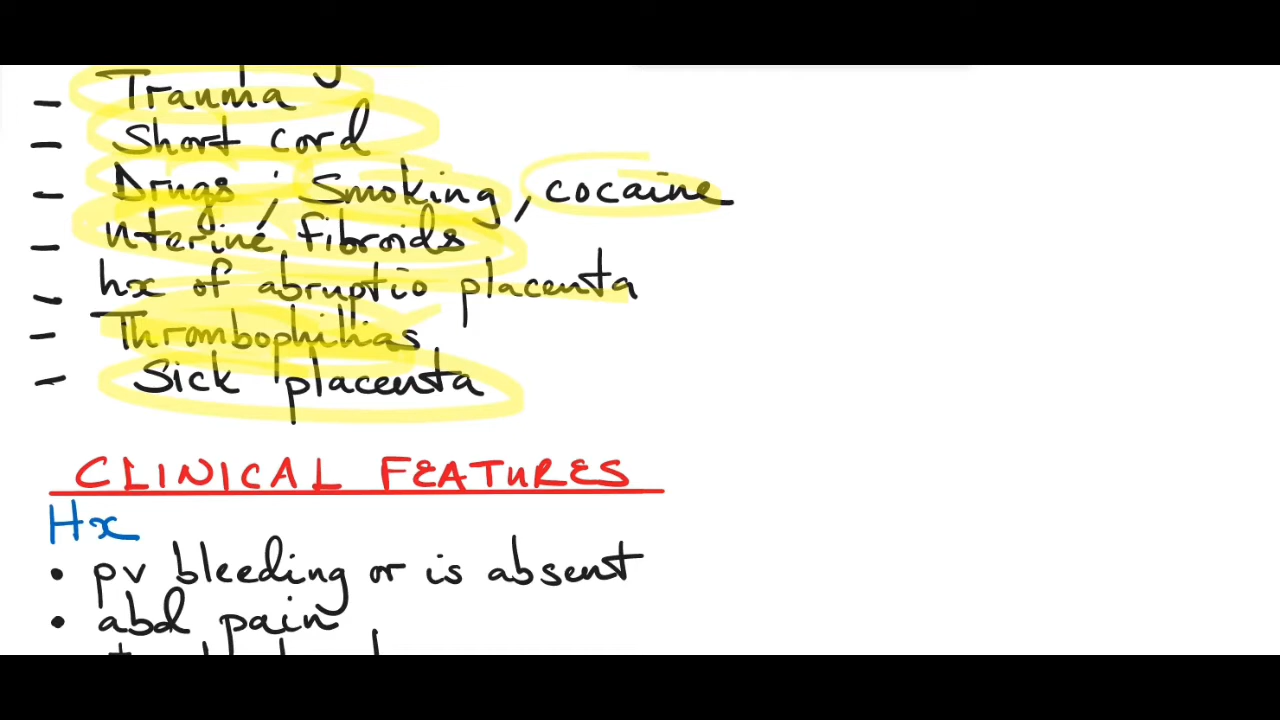 - Trauma
- Short cord
- Drugs : Smoking, cocaine
- Uterine fibroids
- hx of abruptio placenta
- Thrombophilias
- Sick placenta
CLINICAL FEATURES
Hx
• pv bleeding or is absent
• abd pain